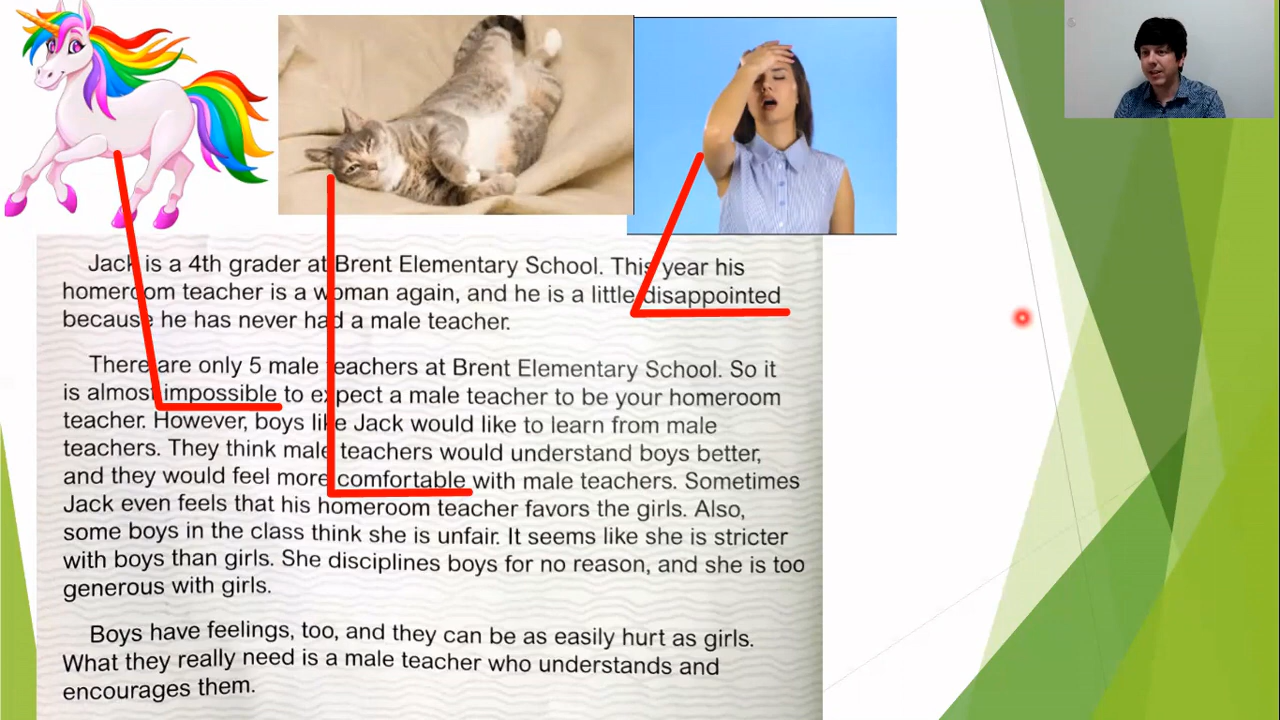 Jack is a 4th grader at Brent Elementary School. This year his
homeroom teacher is a woman again, and he is a little disappointed
because he has never had a male teacher.
There are only 5 male teachers at Brent Elementary School. So it
is almost impossible to expect a male teacher to be your homeroom
teacher. However, boys like Jack would like to learn from male
teachers. They think male teachers would understand boys better,
and they would feel more comfortable with male teachers. Sometimes
Jack even feels that his homeroom teacher favors the girls. Also,
some boys in the class think she is unfair. It seems like she is stricter
with boys than girls. She disciplines boys for no reason, and she is too
generous with girls.
Boys have feelings, too, and they can be as easily hurt as girls.
What they really need is a male teacher who understands and
encourages them.